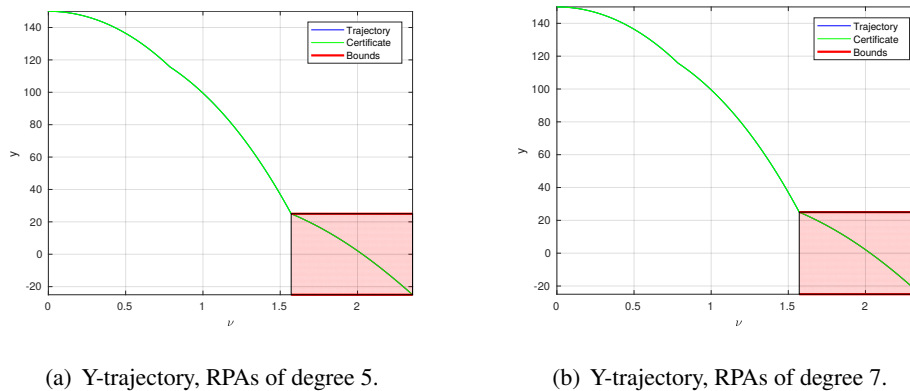 150
140
120
100
80
60
40
20
0
-20
y
0
0.5
1
1.5
2
ν
Trajectory
Certificate
Bounds
140
120
100
80
60
40
20
0
-20
y
0
0.5
1
1.5
2
ν
Trajectory
Certificate
Bounds
(a) Y-trajectory, RPAs of degree 5.
(b) Y-trajectory, RPAs of degree 7.